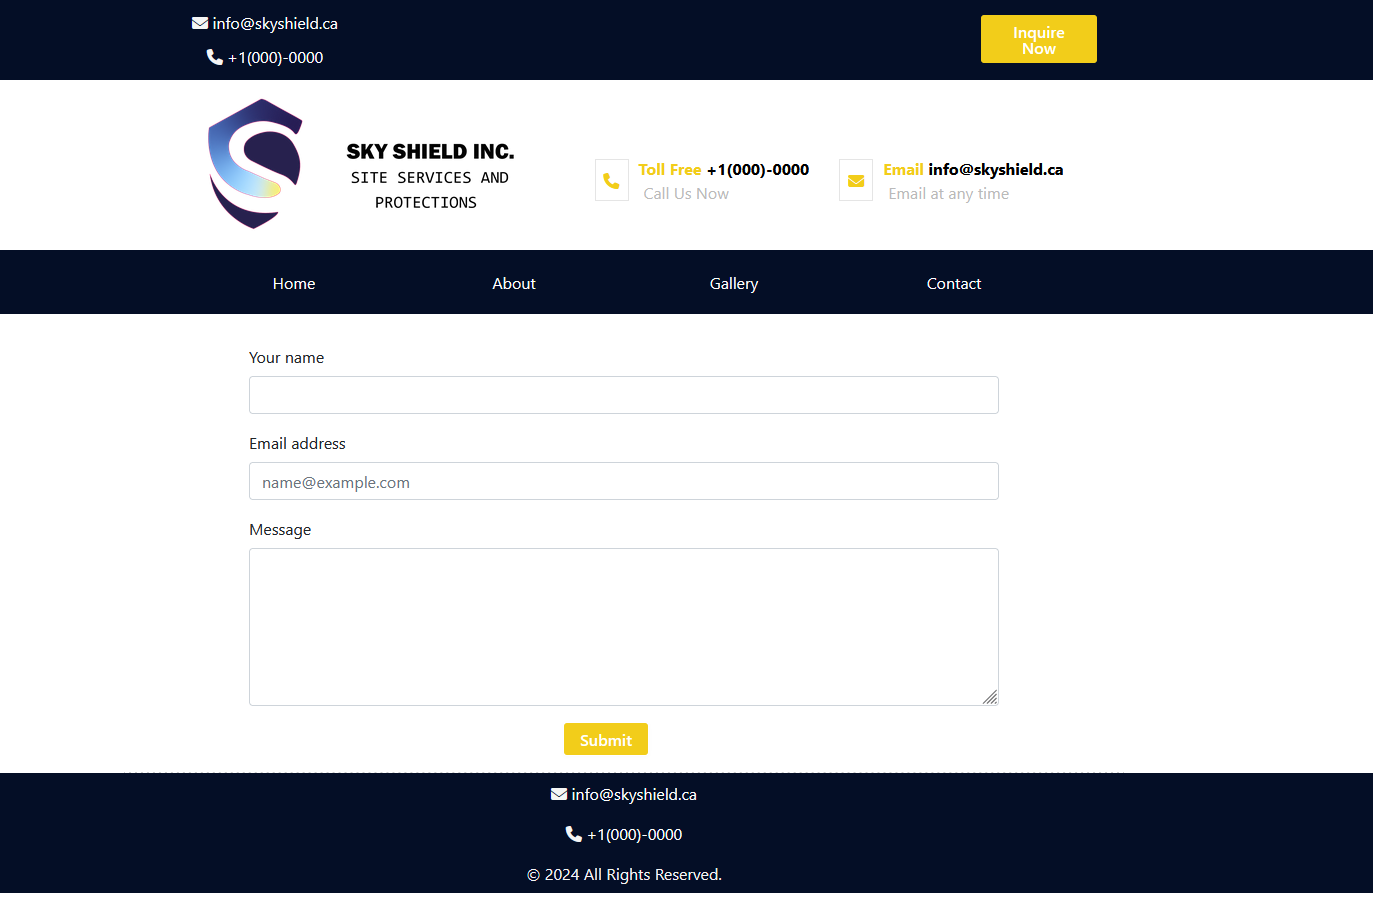 info@skyshield.ca
+1(000)-0000
Inquire
Now
SKY SHIELD INC.
SITE SERVICES AND
PROTECTIONS
Toll Free +1(000)-0000
Call Us Now
Email info@skyshield.ca
Email at any time
Home About Gallery Contact
Your name
Email address
name@example.com
Message
Submit
info@skyshield.ca
+1(000)-0000
© 2024 All Rights Reserved.